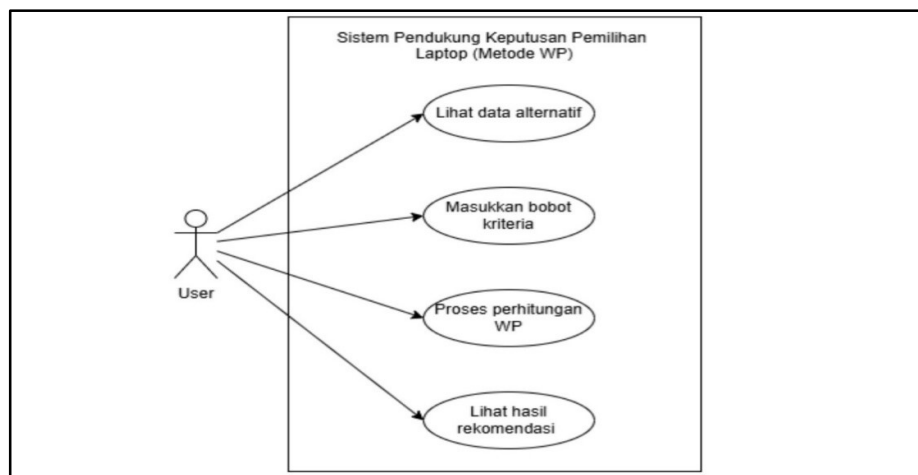 Sistem Pendukung Keputusan Pemilihan
Laptop (Metode WP)
Lihat data alternatif
Masukkan bobot
kriteria
User
Proses perhitungan
WP
Lihat hasil
rekomendasi